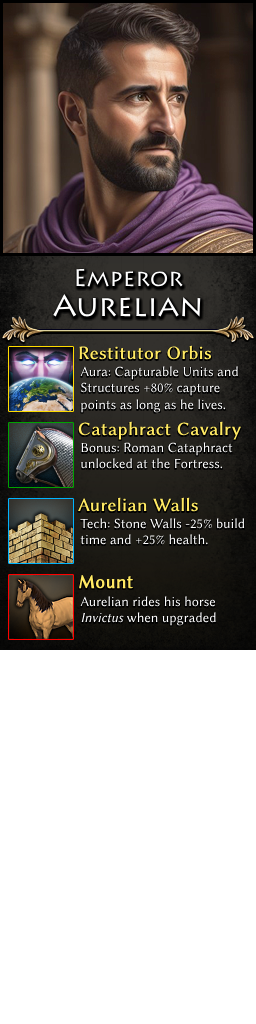 Emperor
Aurelian
Restitutor Orbis
Aura: Capturable Units and
Structures +80% capture
points as long as he lives.
Cataphract Cavalry
Bonus: Roman Cataphract
unlocked at the Fortress.
Aurelian Walls
Tech: Stone Walls -25% build
time and +25% health.
Mount
Aurelian rides his horse
Invictus when upgraded